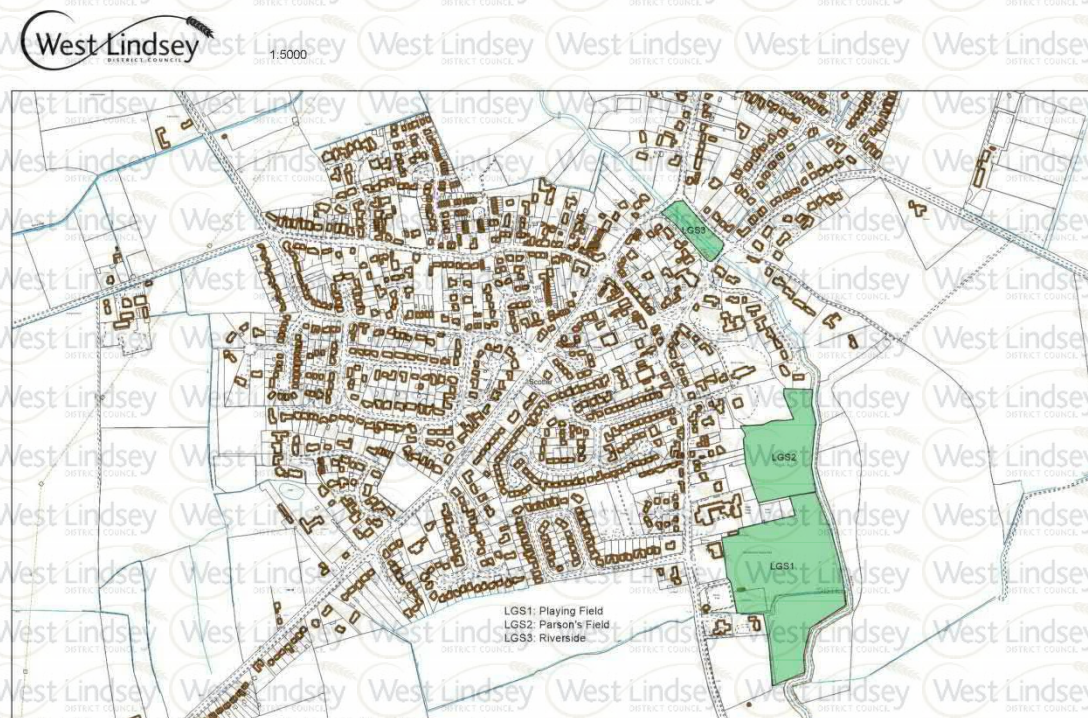 West Lindsey
DISTRICT COUNCIL
1:5000
LGS3
LGS2
LGS1
LGS1: Playing Field
LGS2: Parson's Field
LGS3: Riverside